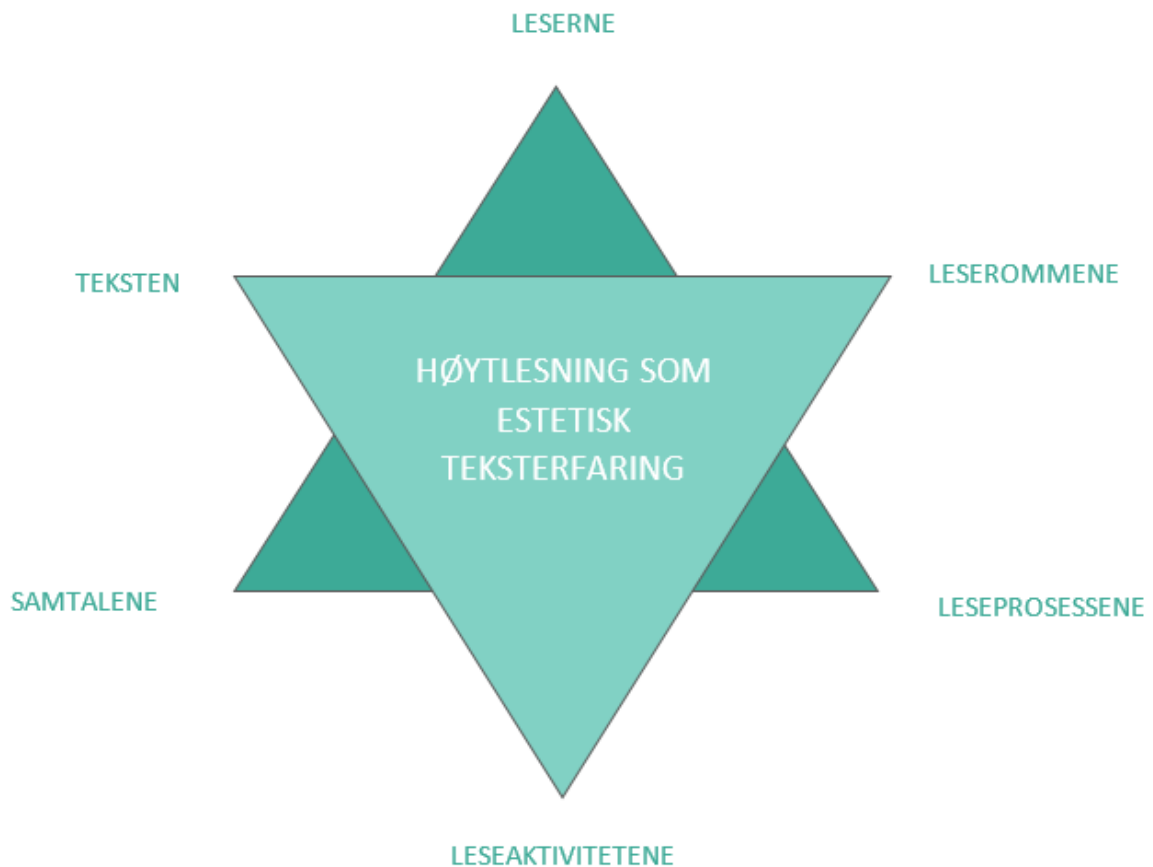 LESERNE
TEKSTEN
LESEROMMENE
HØYTLESNING SOM
ESTETISK
TEKSTERFARING
SAMTALENE
LESEPROSESSENE
LESEAKTIVITETENE